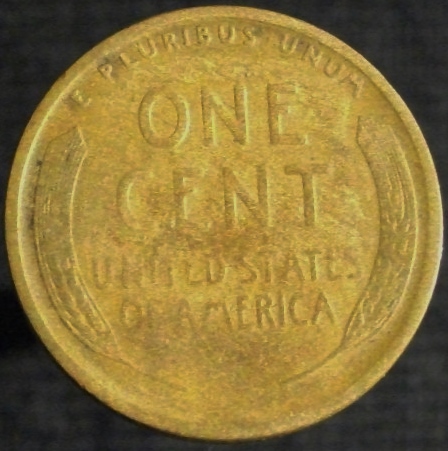 E PLURIBUS UNUM
ONE
CENT
UNITED STATES
OF AMERICA